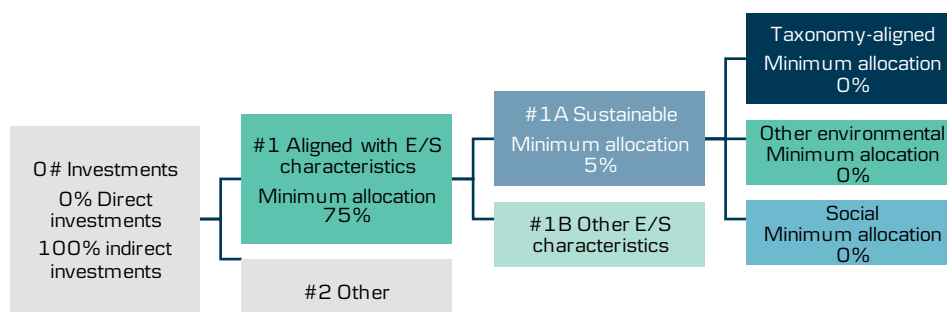 0# Investments
0% Direct
investments
100% indirect
investments
#1 Aligned with E/S
characteristics
Minimum allocation
75%
#2 Other
#1A Sustainable
Minimum allocation
5%
#1B Other E/S
characteristics
Taxonomy-aligned
Minimum allocation
0%
Other environmental
Minimum alocation
0%
Social
Minimum allocation
0%